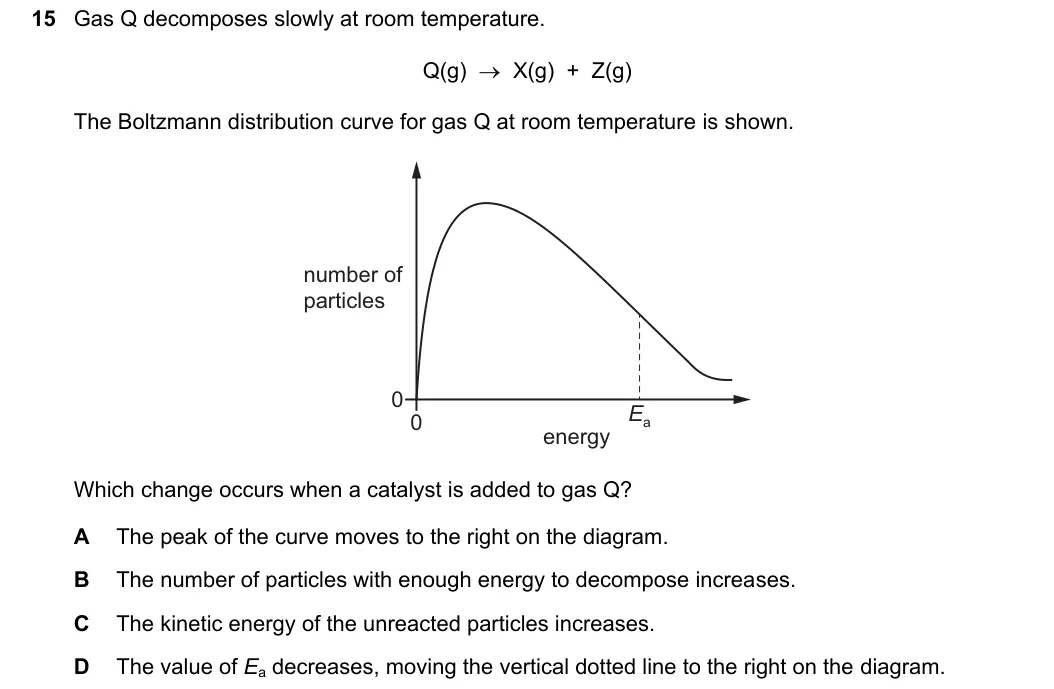 15 Gas Q decomposes slowly at room temperature.
Q(g) → X(g) + Z(g)
The Boltzmann distribution curve for gas Q at room temperature is shown.
number of
particles
0
0
Ea
energy
Which change occurs when a catalyst is added to gas Q?
A The peak of the curve moves to the right on the diagram.
B The number of particles with enough energy to decompose increases.
C The kinetic energy of the unreacted particles increases.
D The value of Ea decreases, moving the vertical dotted line to the right on the diagram.